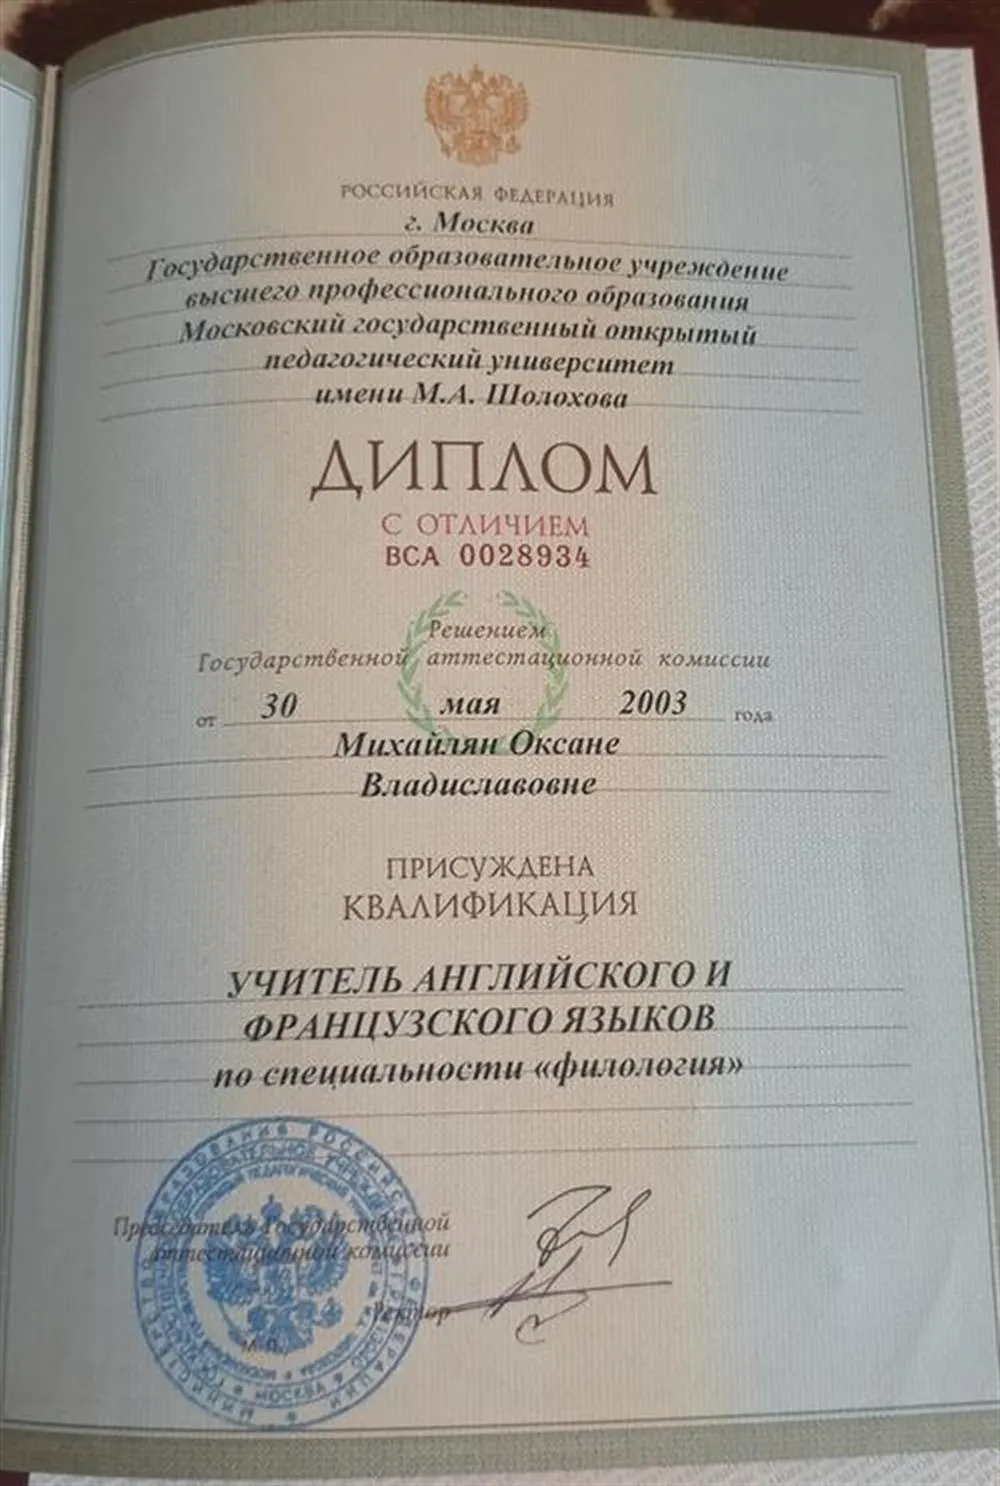 РОССИЙСКАЯ ФЕДЕРАЦИЯ
г. Москва
Государственное образовательное учреждение
высшего профессионального образования
Московский государственный открытый
педагогический университет
имени М.А. Шолохова
ДИПЛОМ
С ОТЛИЧИЕМ
ВСА 0028934
Решением
Государственной аттестационной комиссии
от 30 мая 2003 года
Михайлян Оксане
Владиславовне
ПРИСУЖДЕНА
КВАЛИФИКАЦИЯ
УЧИТЕЛЬ АНГЛИЙСКОГО И
ФРАНЦУЗСКОГО ЯЗЫКОВ
по специальности «филология»
Председатель Государственной
аттестационной комиссии
Ректор
М.П.
МОСКВА